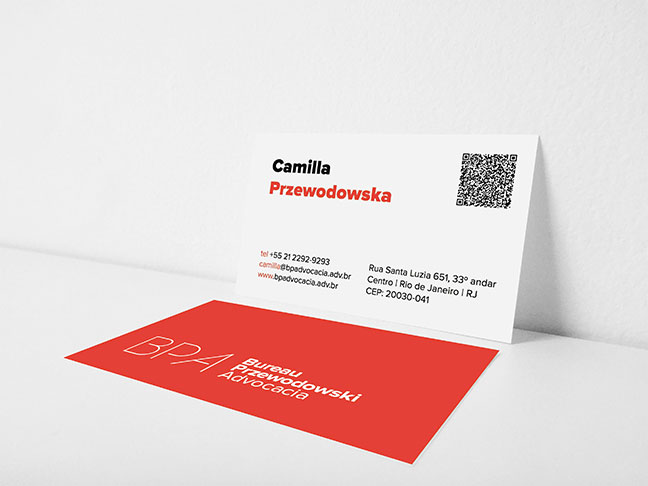 Camilla
Przewodowska
tel +55 21 2292-9293
camilla@bpadvocacia.adv.br
www.bpadvocacia.adv.br
Rua Santa Luzia 651, 33º andar
Centro | Rio de Janeiro | RJ
CEP: 20030-041
BPA
Bureau
Przewodowski
Advocacia